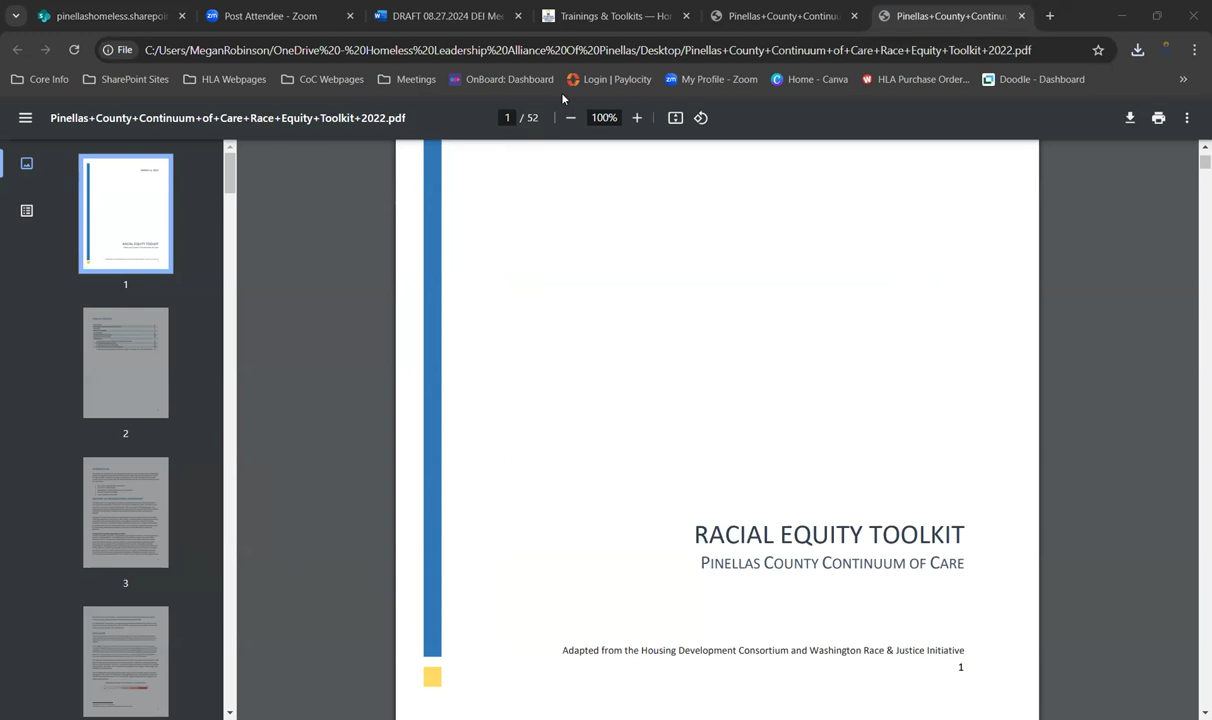 pinellashomeless.sharepoi
Post Attendee - Zoom
DRAFT 08.27.2024 DEI Me
Trainings & Toolkits — Ho
Pinellas+County+Continuu
Pinellas+County+Continu
File
C:/Users/MeganRobinson/OneDrive%20-%20Homeless%20Leadership%20Alliance%20Of%20Pinellas/Desktop/Pinellas+County+Continuum+of+Care+Race+Equity+Toolkit+2022.pdf
Core Info
SharePoint Sites
HLA Webpages
CoC Webpages
Meetings
OnBoard: Dashboard
Login | Paylocity
My Profile - Zoom
Home - Canva
HLA Purchase Order...
Doodle - Dashboard
Pinellas+County+Continuum+of+Care+Race+Equity+Toolkit+2022.pdf
1 / 52
100%
RACIAL EQUITY TOOLKIT
1
2
3
RACIAL EQUITY TOOLKIT
PINELLAS COUNTY CONTINUUM OF CARE
Adapted from the Housing Development Consortium and Washington Race & Justice Initiative
1